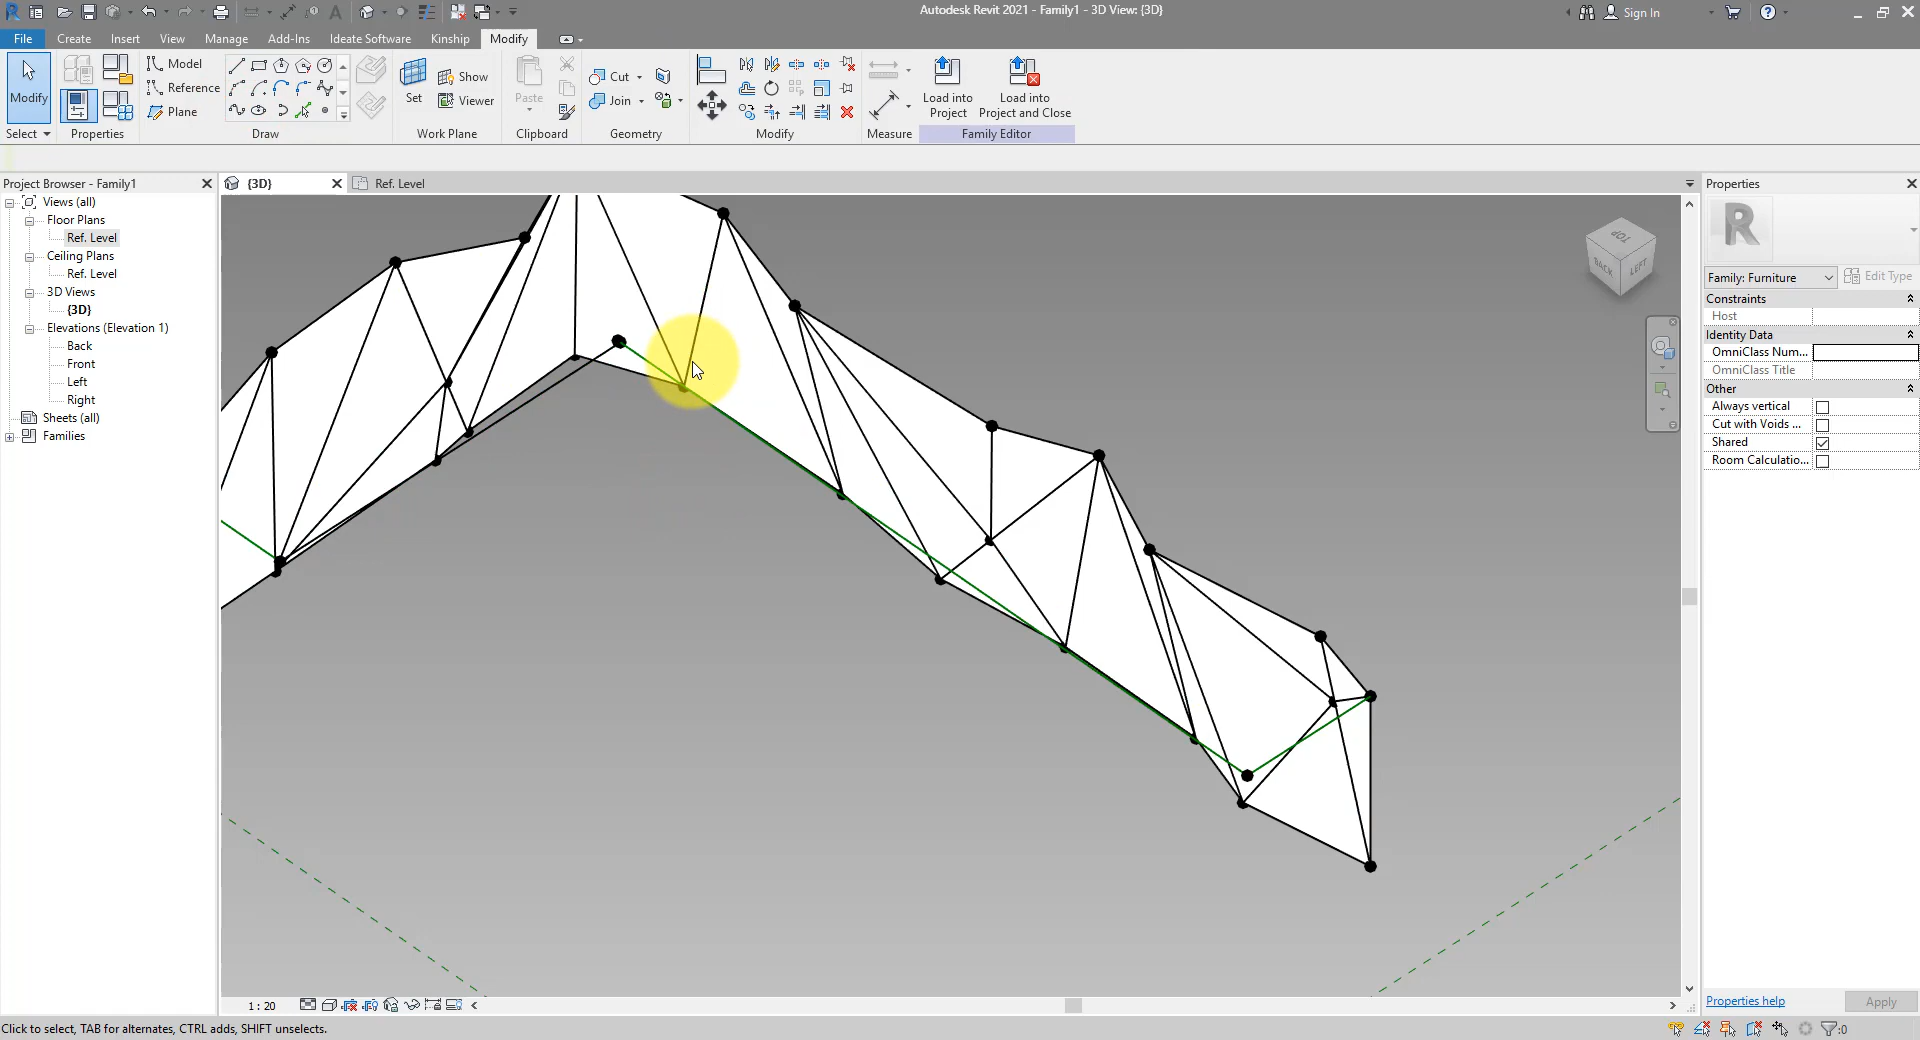 Autodesk Revit 2021 - Family1 - 3D View: {3D}
Sign In
File
Create
Insert
View
Manage
Add-Ins
Ideate Software
Kinship
Modify
Modify
Select
Properties
Model
Reference
Plane
Draw
Set
Show
Viewer
Work Plane
Paste
Clipboard
Cut
Join
Geometry
Modify
Measure
Load into
Project
Load into
Project and Close
Family Editor
Project Browser - Family1
{3D}
Ref. Level
Properties
Views (all)
Floor Plans
Ref. Level
Ceiling Plans
Ref. Level
3D Views
{3D}
Elevations (Elevation 1)
Back
Front
Left
Right
Sheets (all)
Families
TOP
BACK
LEFT
R
Family: Furniture
Edit Type
Constraints
Host
Identity Data
OmniClass Num...
OmniClass Title
Other
Always vertical
Cut with Voids ...
Shared
Room Calculatio...
Properties help
Apply
1 : 20
Click to select, TAB for alternates, CTRL adds, SHIFT unselects.
:0